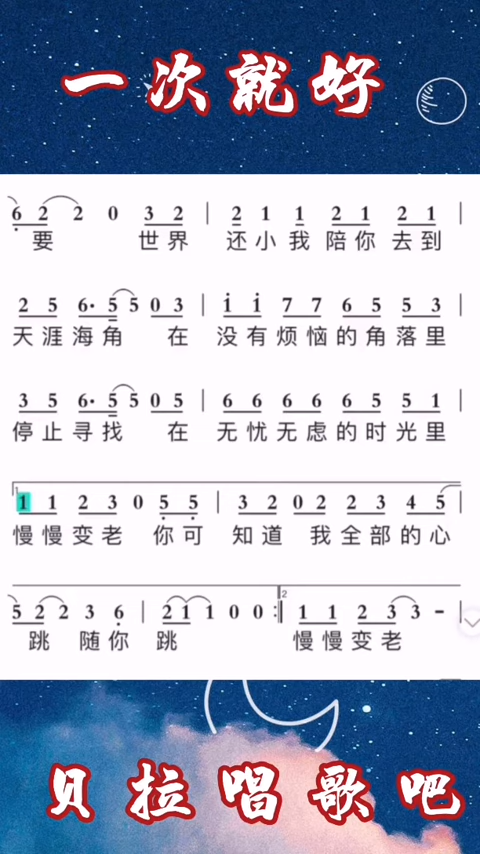 一次就好
6 2 2 0 3 2 | 2 1 1 2 1 2 1 |
要 世界 还小我陪你去到
2 5 6· 5 5 0 3 | i i 7 7 6 5 5 3 |
天涯海角 在 没有烦恼的角落里
3 5 6· 5 5 0 5 | 6 6 6 6 6 5 5 1 |
停止寻找 在 无忧无虑的时光里
1 1 2 3 0 5 5 | 3 2 0 2 2 3 4 5 |
慢慢变老 你可 知道 我全部的心
5 2 2 3 6 | 2 1 1 0 0 :| 2 1 1 2 3 3 - |
跳 随你 跳 慢慢变老
贝拉唱歌吧